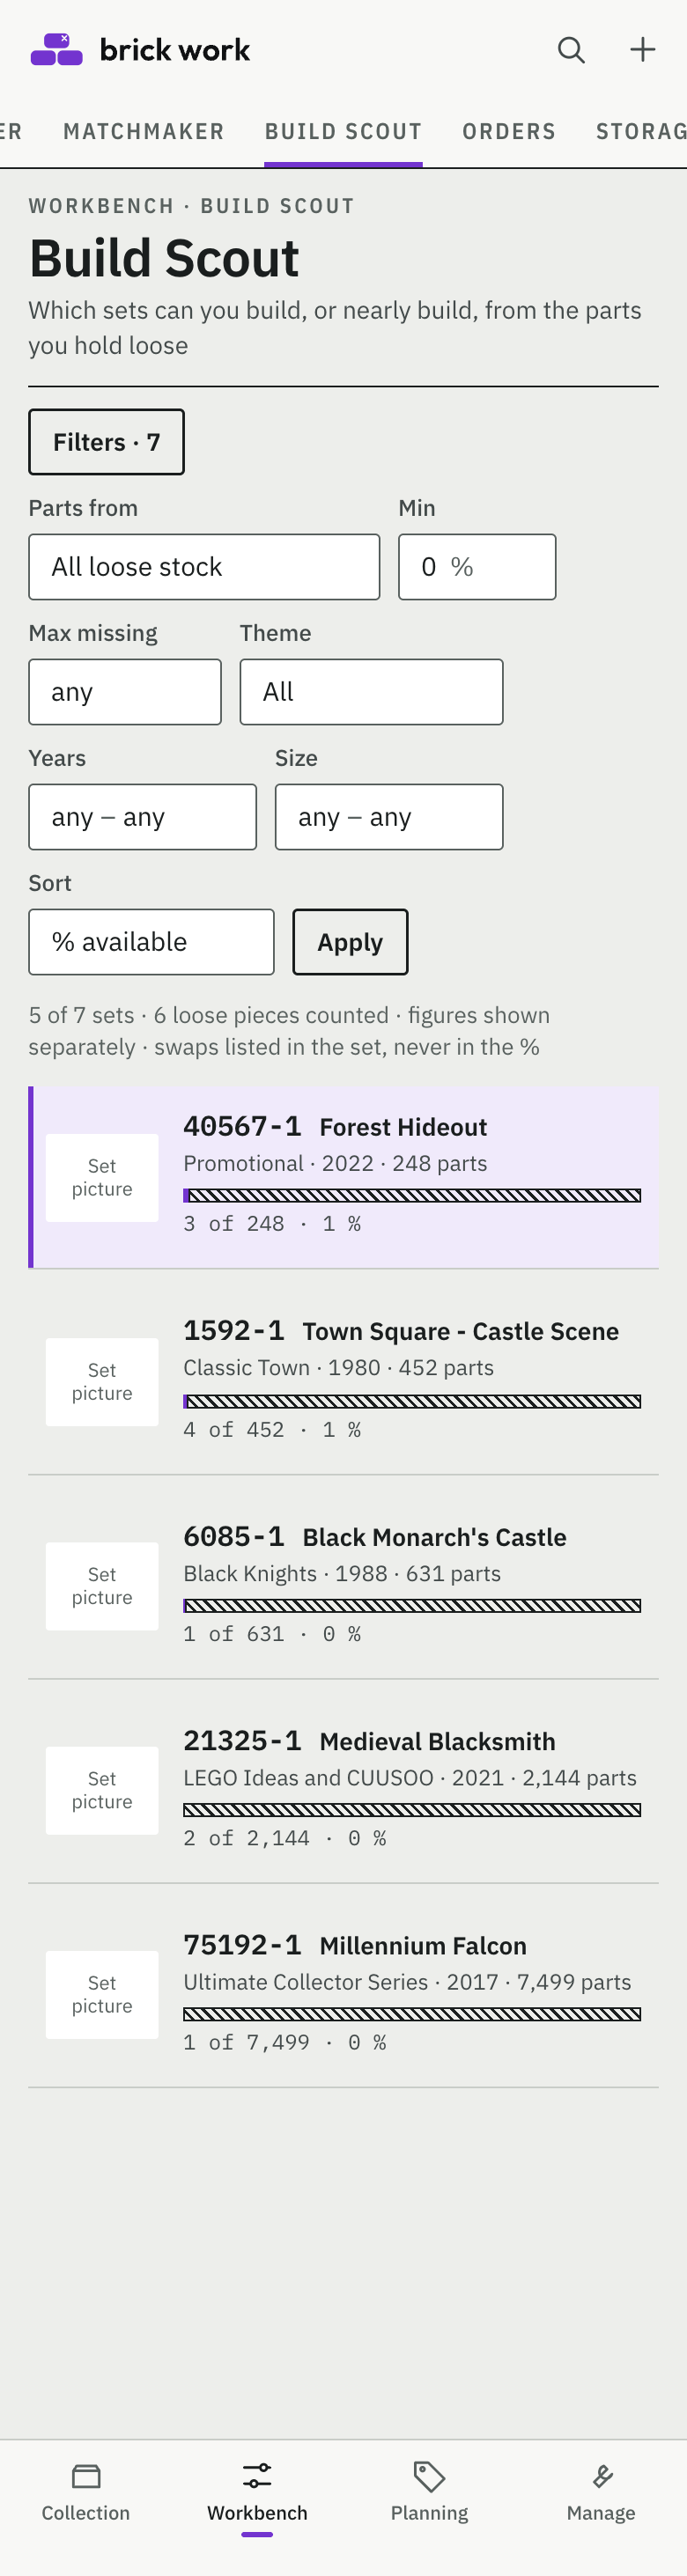 brick work
ER MATCHMAKER BUILD SCOUT ORDERS STORAG
WORKBENCH · BUILD SCOUT
Build Scout
Which sets can you build, or nearly build, from the parts
you hold loose
Filters · 7
Parts from Min
All loose stock 0 %
Max missing Theme
any All
Years Size
any – any any – any
Sort
% available Apply
5 of 7 sets · 6 loose pieces counted · figures shown
separately · swaps listed in the set, never in the %
40567-1 Forest Hideout
Set
picture
Promotional · 2022 · 248 parts
3 of 248 · 1 %
1592-1 Town Square - Castle Scene
Set
picture
Classic Town · 1980 · 452 parts
4 of 452 · 1 %
6085-1 Black Monarch's Castle
Set
picture
Black Knights · 1988 · 631 parts
1 of 631 · 0 %
21325-1 Medieval Blacksmith
Set
picture
LEGO Ideas and CUUSOO · 2021 · 2,144 parts
2 of 2,144 · 0 %
75192-1 Millennium Falcon
Set
picture
Ultimate Collector Series · 2017 · 7,499 parts
1 of 7,499 · 0 %
Collection Workbench Planning Manage